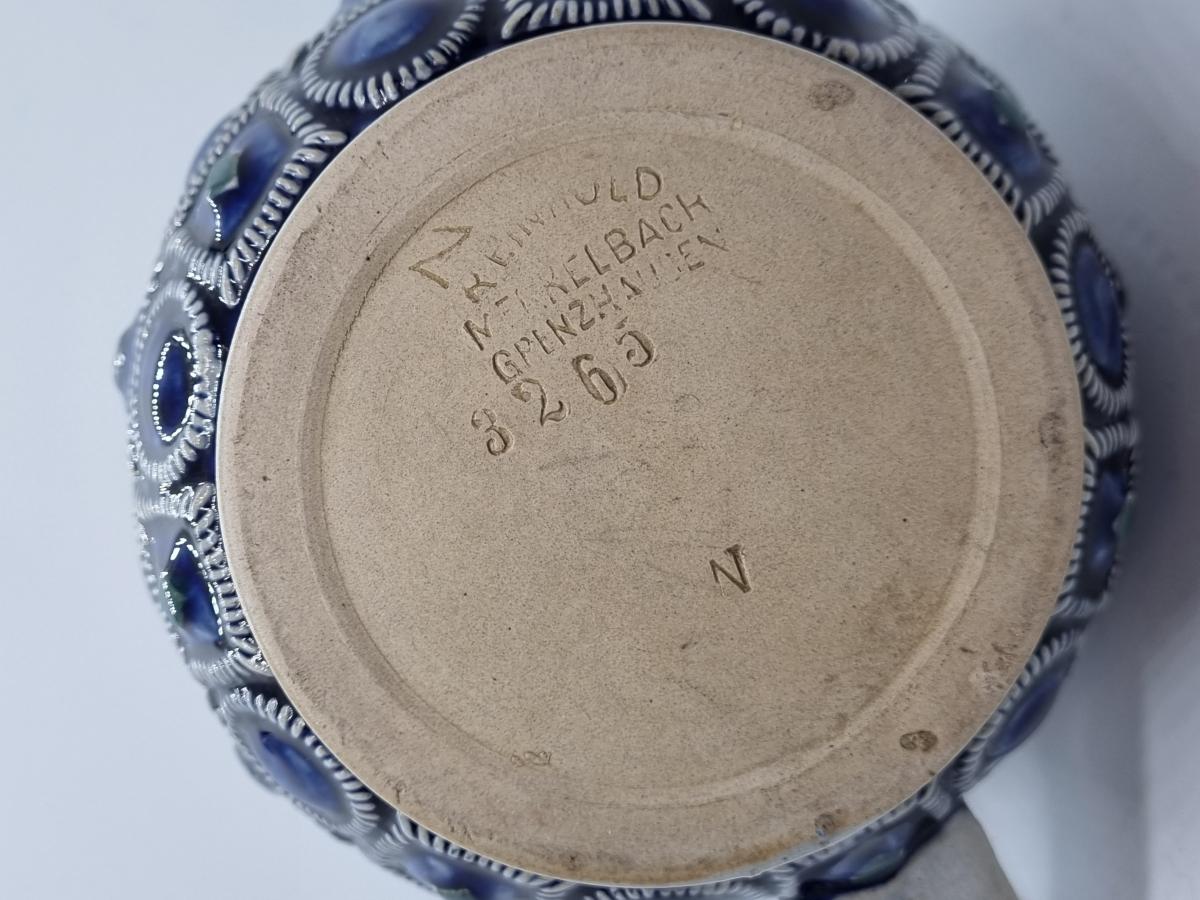 N
REINHOLD
MERKELBACH
GRENZHAUSEN
3265
N